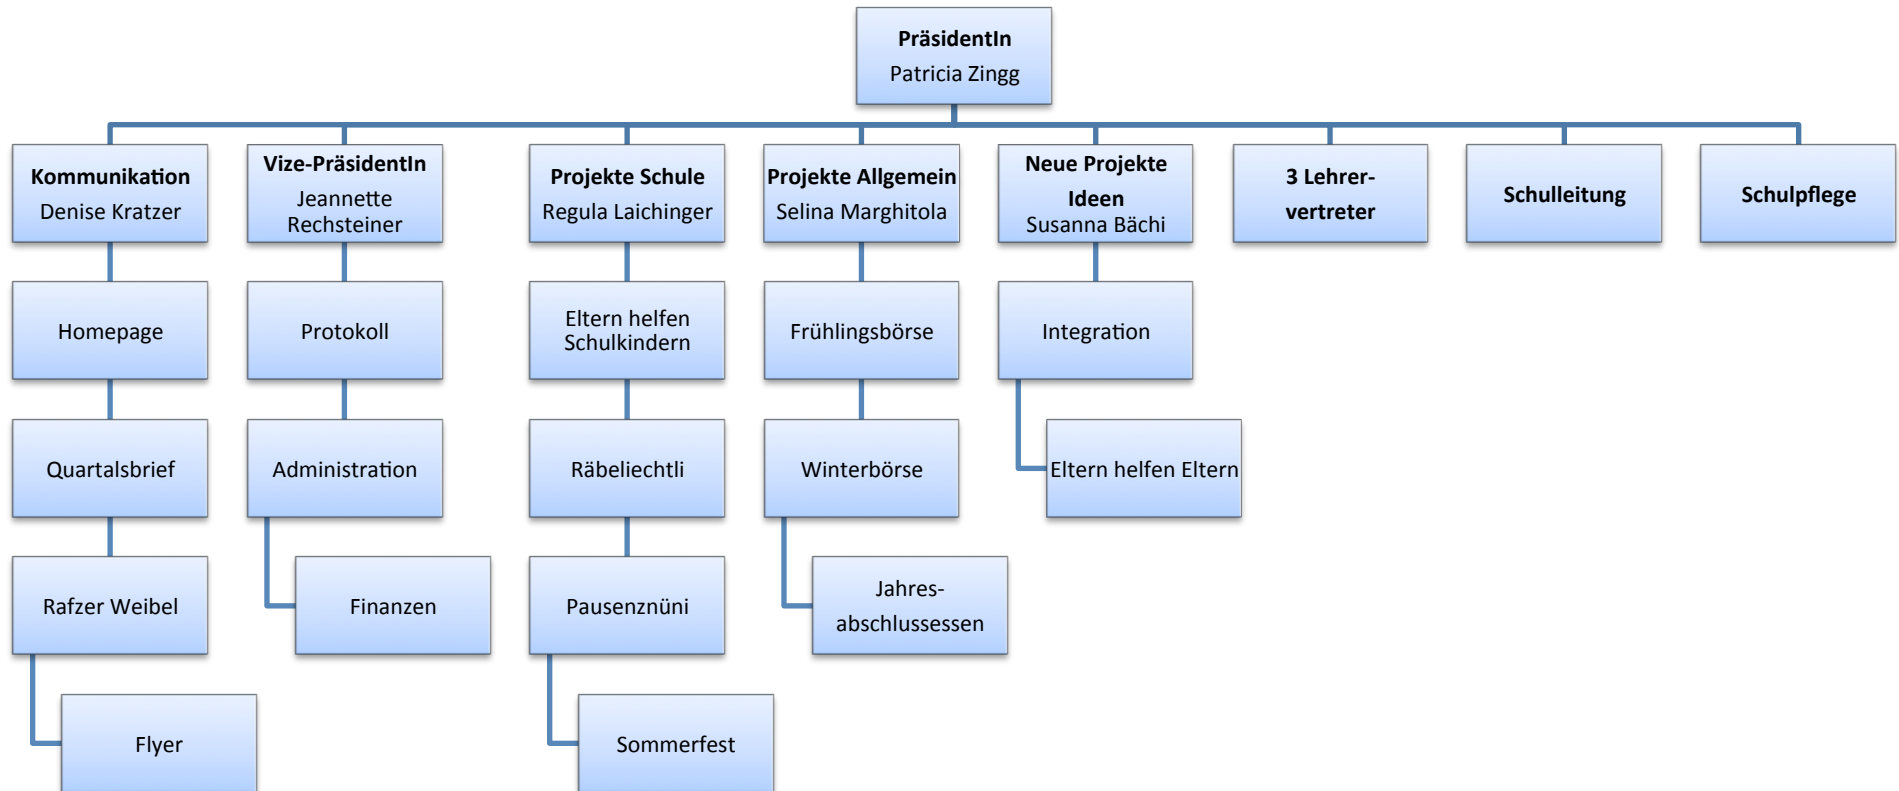 PräsidentIn
Patricia Zingg
Kommunikation
Denise Kratzer
Vize-PräsidentIn
Jeannette
Rechsteiner
Projekte Schule
Regula Laichinger
Projekte Allgemein
Selina Marghitola
Neue Projekte
Ideen
Susanna Bächi
3 Lehrer-
vertreter
Schulleitung
Schulpflege
Homepage
Protokoll
Eltern helfen
Schulkindern
Frühlingsbörse
Integration
Quartalsbrief
Administration
Räbeliechtli
Winterbörse
Eltern helfen Eltern
Rafzer Weibel
Finanzen
Pausenznüni
Jahres-
abschlussessen
Flyer
Sommerfest